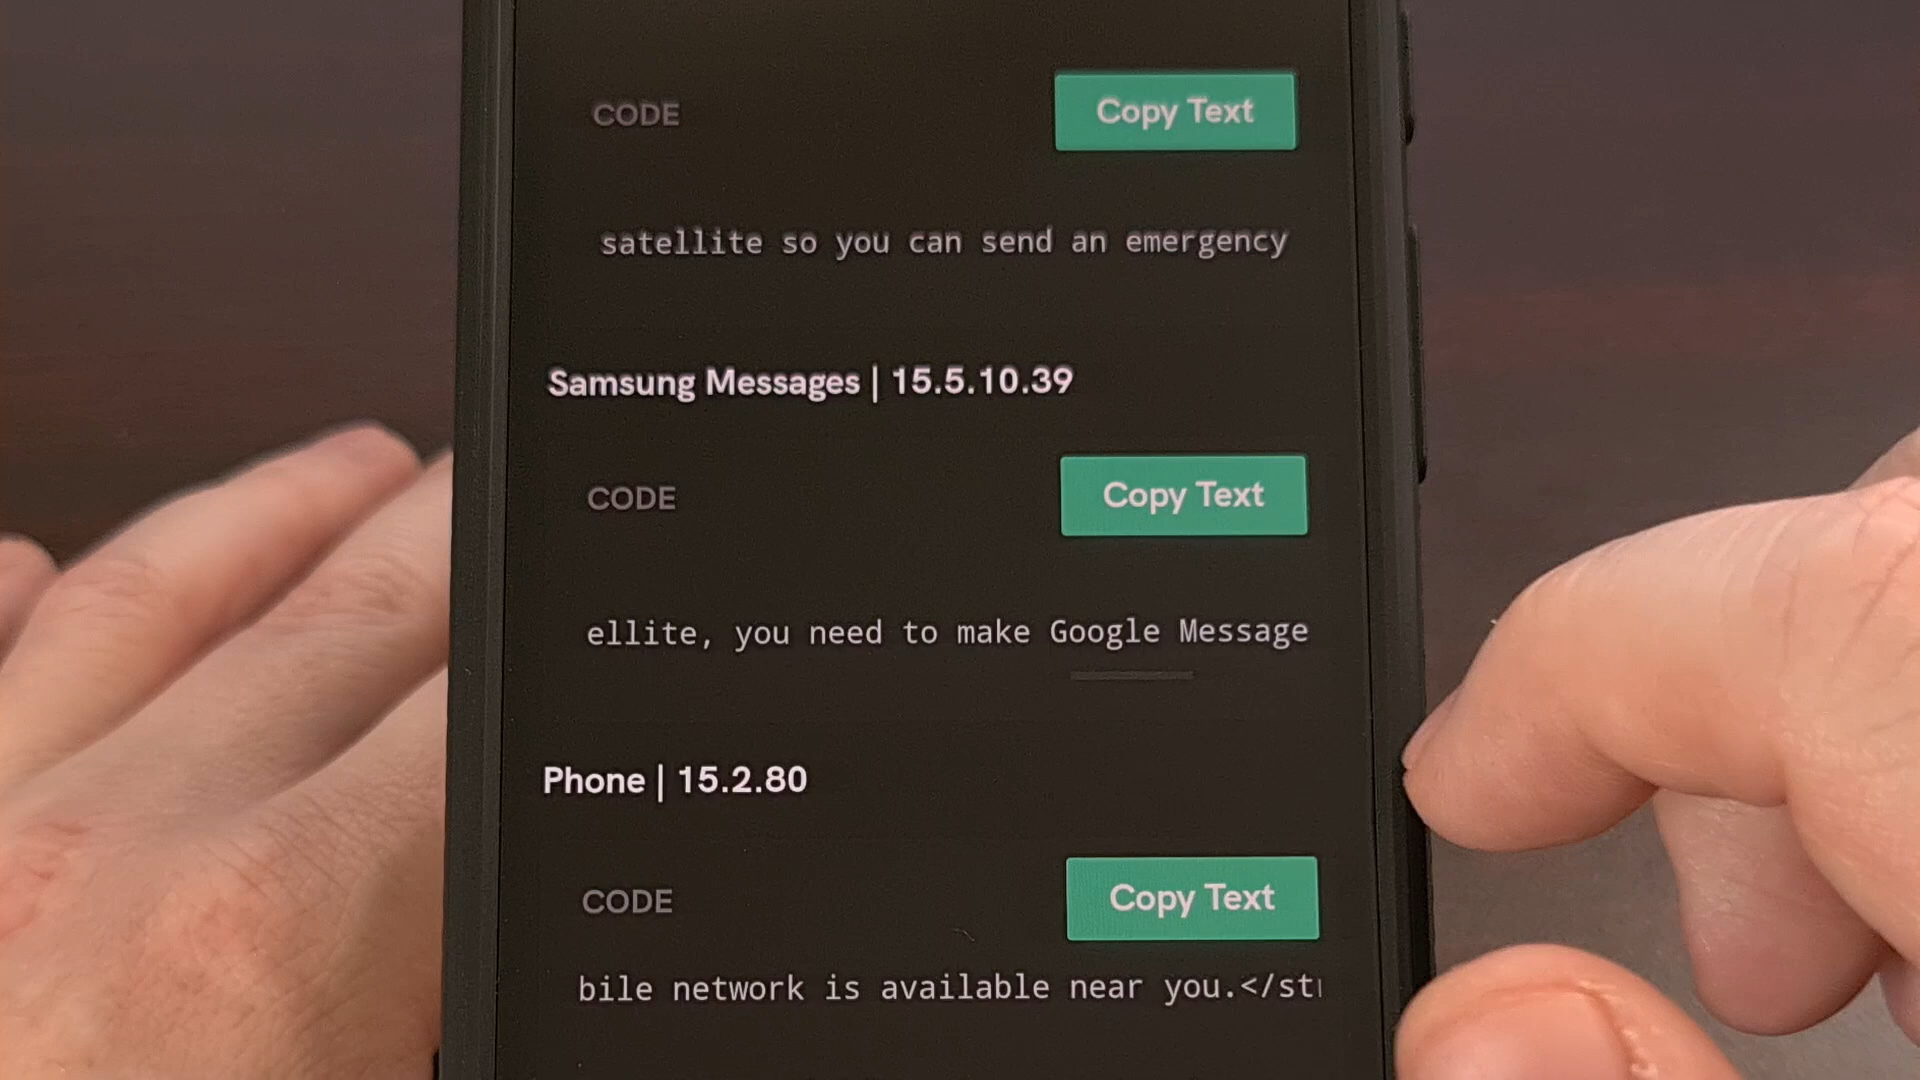 CODE
Copy Text
satellite so you can send an emergency
Samsung Messages | 15.5.10.39
CODE
Copy Text
ellite, you need to make Google Message
Phone | 15.2.80
CODE
Copy Text
bile network is available near you.</st